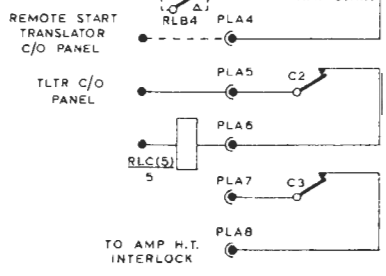 RLB4
PLA4
REMOTE START
TRANSLATOR
C/O PANEL
PLA5
C2
TLTR C/O
PANEL
PLA6
RLC(5)
5
PLA7
C3
PLA8
TO AMP H.T.
INTERLOCK